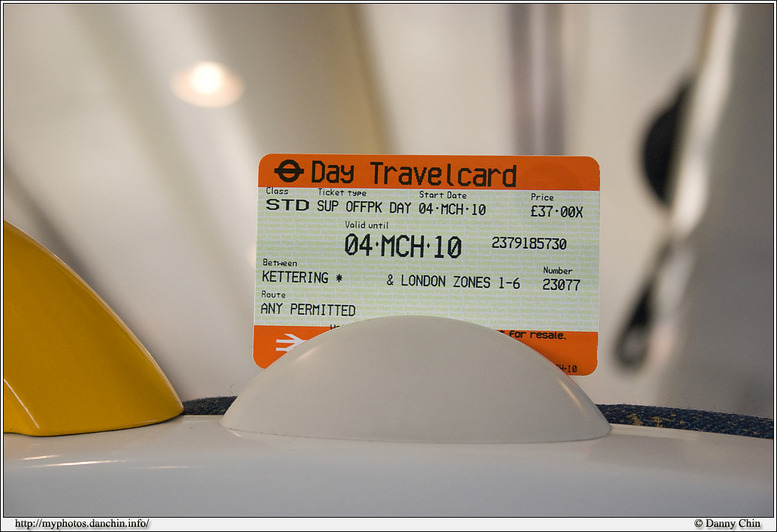 Day Travelcard
Class Ticket type Start Date Price
STD SUP OFFPK DAY 04·MCH·10 £37·00X
Valid until
04·MCH·10 2379185730
Between Number
KETTERING * & LONDON ZONES 1-6 23077
Route
ANY PERMITTED
for resale.
http://myphotos.danchin.info/ © Danny Chin